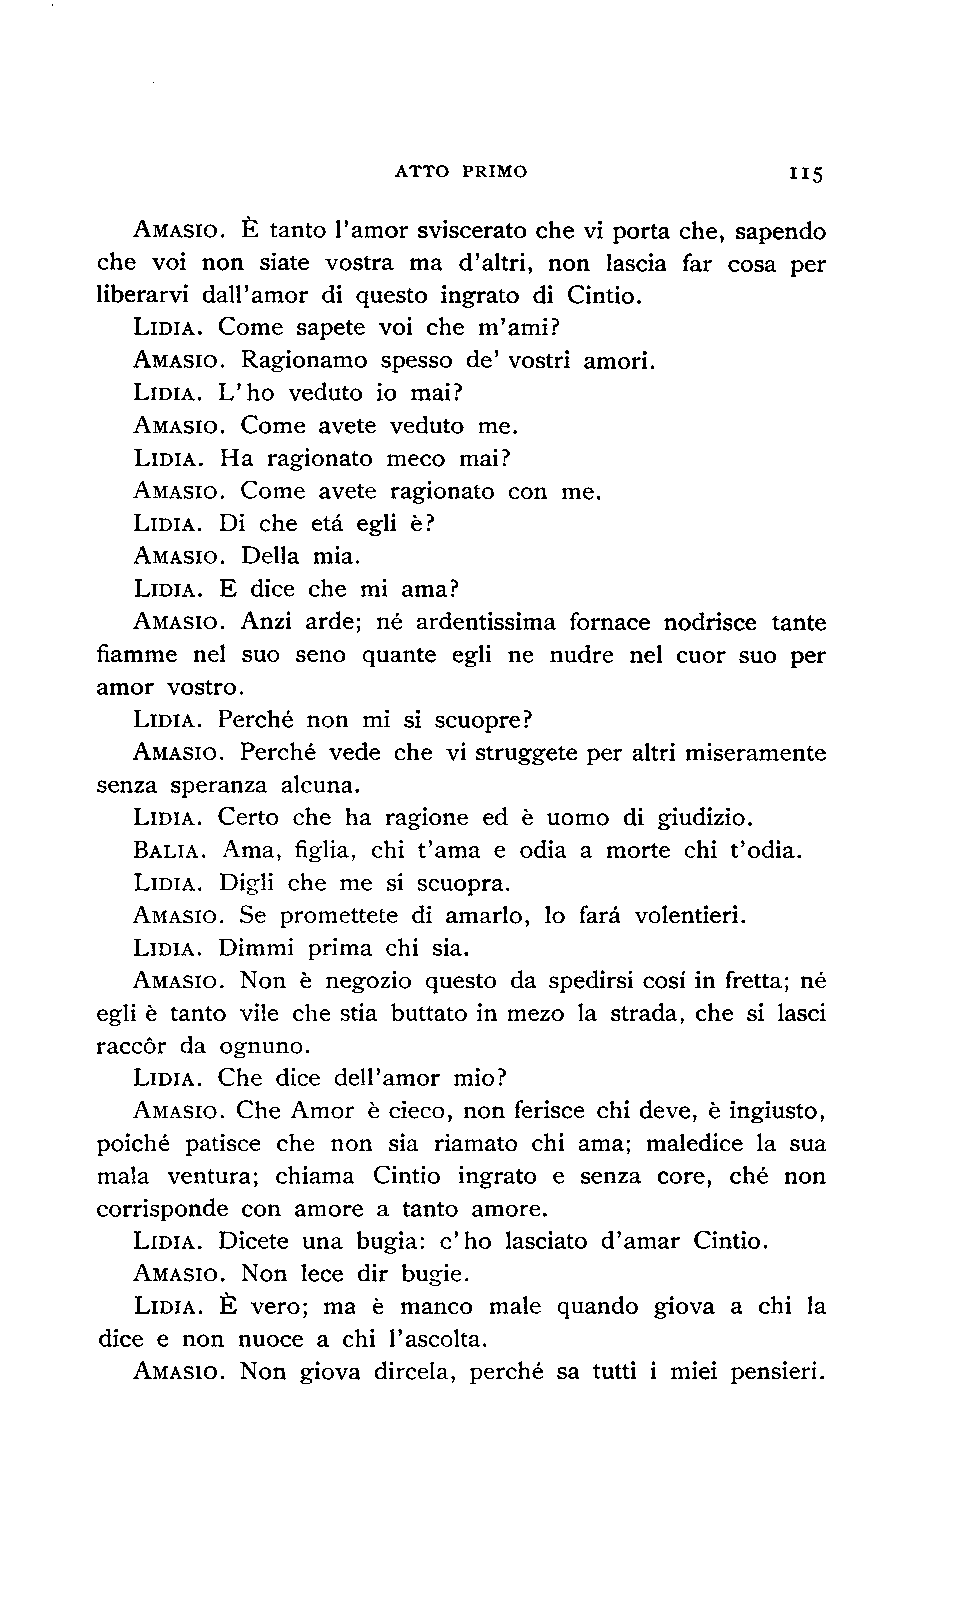 ATTO PRIMO 115
AMASIO. È tanto l'amor sviscerato che vi porta che, sapendo
che voi non siate vostra ma d'altri, non lascia far cosa per
liberarvi dall'amor di questo ingrato di Cintio.
LIDIA. Come sapete voi che m'ami?
AMASIO. Ragionamo spesso de' vostri amori.
LIDIA. L'ho veduto io mai?
AMASIO. Come avete veduto me.
LIDIA. Ha ragionato meco mai?
AMASIO. Come avete ragionato con me.
LIDIA. Di che etá egli è?
AMASIO. Della mia.
LIDIA. E dice che mi ama?
AMASIO. Anzi arde; né ardentissima fornace nodrisce tante
fiamme nel suo seno quante egli ne nudre nel cuor suo per
amor vostro.
LIDIA. Perché non mi si scuopre?
AMASIO. Perché vede che vi struggete per altri miseramente
senza speranza alcuna.
LIDIA. Certo che ha ragione ed è uomo di giudizio.
BALIA. Ama, figlia, chi t'ama e odia a morte chi t'odia.
LIDIA. Digli che me si scuopra.
AMASIO. Se promettete di amarlo, lo fará volentieri.
LIDIA. Dimmi prima chi sia.
AMASIO. Non è negozio questo da spedirsi cosí in fretta; né
egli è tanto vile che stia buttato in mezo la strada, che si lasci
raccôr da ognuno.
LIDIA. Che dice dell'amor mio?
AMASIO. Che Amor è cieco, non ferisce chi deve, è ingiusto,
poiché patisce che non sia riamato chi ama; maledice la sua
mala ventura; chiama Cintio ingrato e senza core, ché non
corrisponde con amore a tanto amore.
LIDIA. Dicete una bugia: c'ho lasciato d'amar Cintio.
AMASIO. Non lece dir bugie.
LIDIA. È vero; ma è manco male quando giova a chi la
dice e non nuoce a chi l'ascolta.
AMASIO. Non giova dircela, perché sa tutti i miei pensieri.